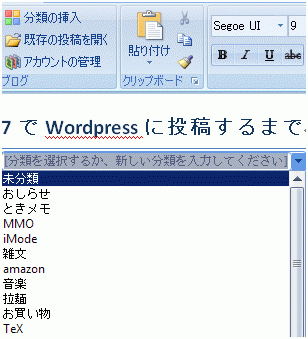 分類の挿入
既存の投稿を開く
アカウントの管理
ブログ
貼り付け
クリップボード
Segoe UI
9
B I U abc
7 で Wordpress に投稿するまで
[分類を選択するか、新しい分類を入力してください]
未分類
おしらせ
ときメモ
MMO
iMode
雑文
amazon
音楽
拉麺
お買い物
TeX